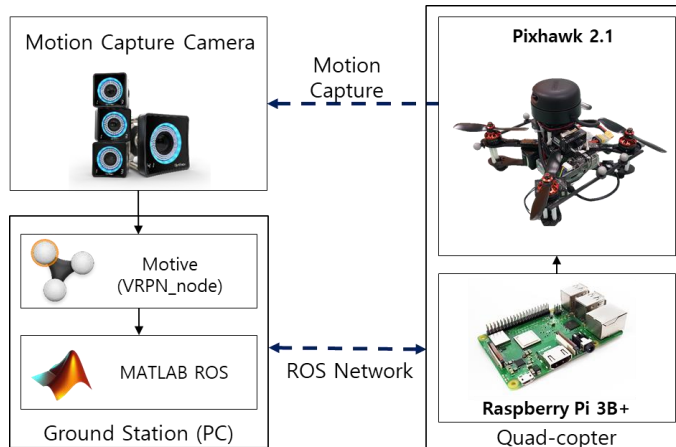 Motion Capture Camera
Motion
Capture
Pixhawk 2.1
Motive
(VRPN_node)
MATLAB ROS
Ground Station (PC)
ROS Network
Raspberry Pi 3B+
Quad-copter